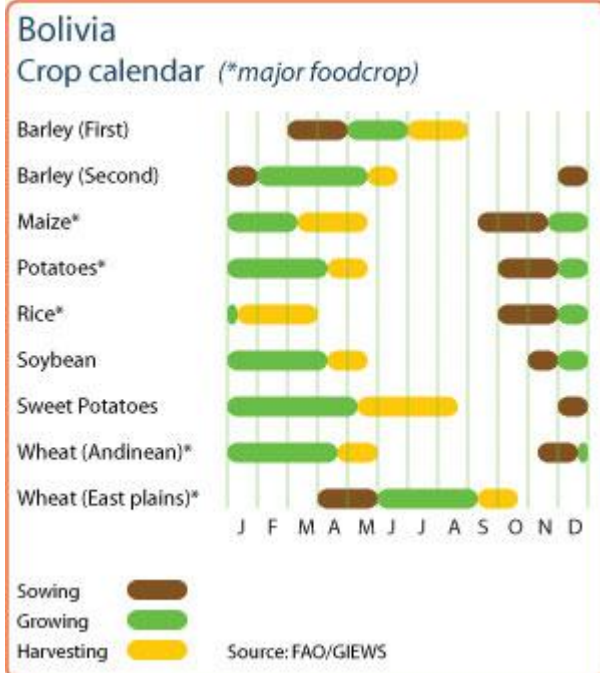 Bolivia
Crop calendar (*major foodcrop)
Barley (First)
Barley (Second)
Maize*
Potatoes*
Rice*
Soybean
Sweet Potatoes
Wheat (Andinean)*
Wheat (East plains)*
J F M A M J J A S O N D
Sowing
Growing
Harvesting Source: FAO/GIEWS